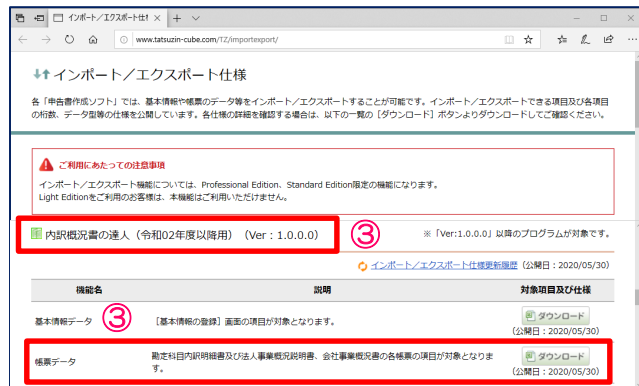 インポート／エクスポート仕様
www.tatsuzin-cube.com/TZ/importexport/
インポート／エクスポート仕様
各「申告書作成ソフト」では、基本情報や帳票のデータ等をインポート／エクスポートすることが可能です。インポート／エクスポートできる項目及び各項目
の桁数、データ型等の仕様を公開しています。各仕様の詳細を確認する場合は、以下の一覧の［ダウンロード］ボタンよりダウンロードしてご確認ください。
ご利用にあたっての注意事項
インポート／エクスポート機能については、Professional Edition、Standard Edition限定の機能になります。
Light Editionをご利用のお客様は、本機能はご利用いただけません。
内訳概況書の達人（令和02年度以降用）（Ver：1.0.0.0） ③ ※「Ver:1.0.0.0」以降のプログラムが対象です。
インポート／エクスポート仕様更新履歴（公開日：2020/05/30）
機能名 説明 対象項目及び仕様
基本情報データ ③ ［基本情報の登録］画面の項目が対象となります。 ダウンロード
（公開日：2020/05/30）
帳票データ 勘定科目内訳明細書及び法人事業概況説明書、会社事業概況書の各帳票の項目が対象となりま
す。 ダウンロード
（公開日：2020/05/30）